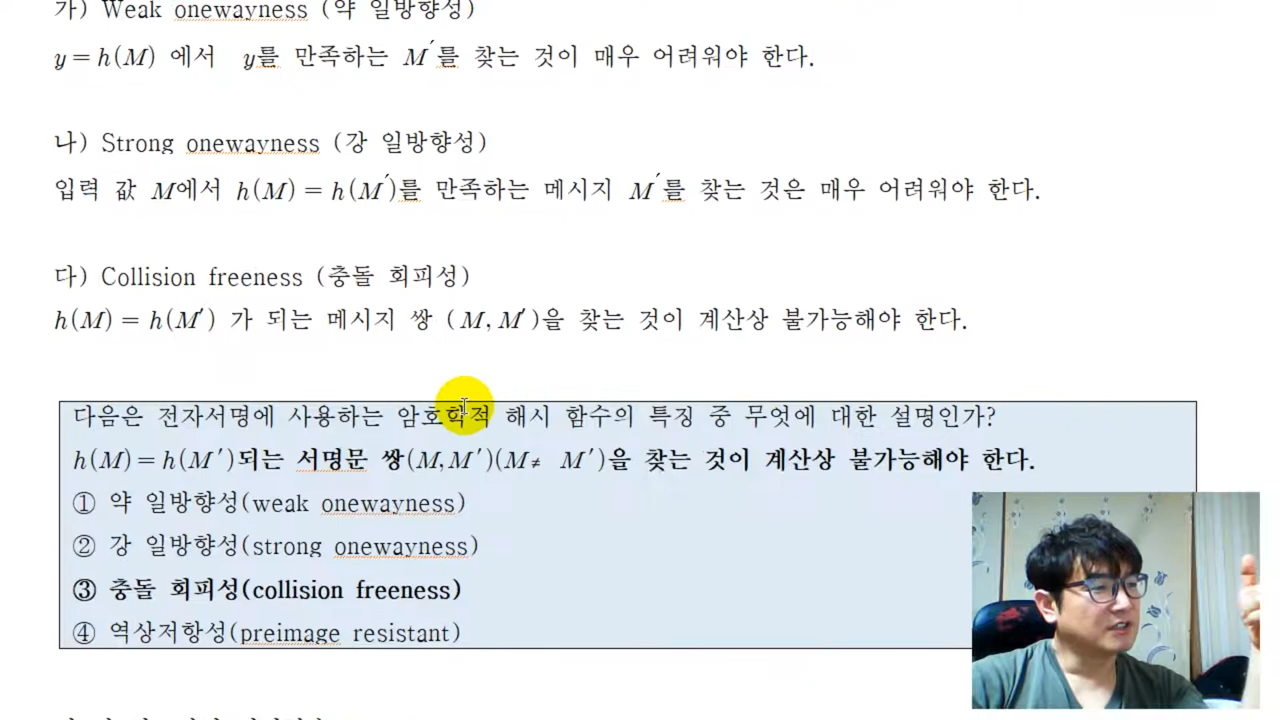 가) Weak onewayness (약 일방향성)
y = h(M) 에서 y를 만족하는 M′를 찾는 것이 매우 어려워야 한다.
나) Strong onewayness (강 일방향성)
입력 값 M에서 h(M) = h(M′)를 만족하는 메시지 M′를 찾는 것은 매우 어려워야 한다.
다) Collision freeness (충돌 회피성)
h(M) = h(M′) 가 되는 메시지 쌍 (M, M′)을 찾는 것이 계산상 불가능해야 한다.
다음은 전자서명에 사용하는 암호학적 해시 함수의 특징 중 무엇에 대한 설명인가?
h(M) = h(M′)되는 서명문 쌍(M, M′)(M≠ M′)을 찾는 것이 계산상 불가능해야 한다.
① 약 일방향성(weak onewayness)
② 강 일방향성(strong onewayness)
③ 충돌 회피성(collision freeness)
④ 역상저항성(preimage resistant)